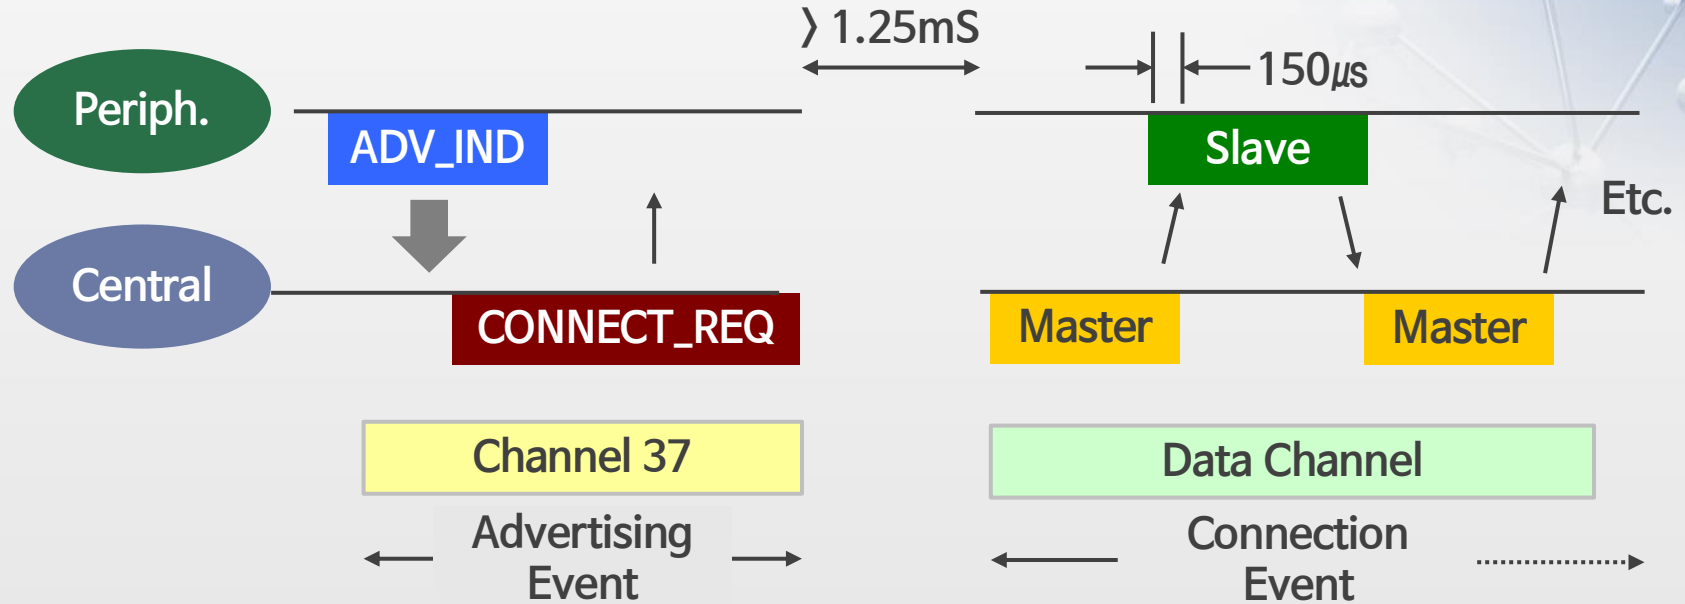 〉1.25mS
150㎲
Periph.
ADV_IND
Slave
Etc.
Central
CONNECT_REQ
Master
Master
Channel 37
Data Channel
Advertising
Event
Connection
Event